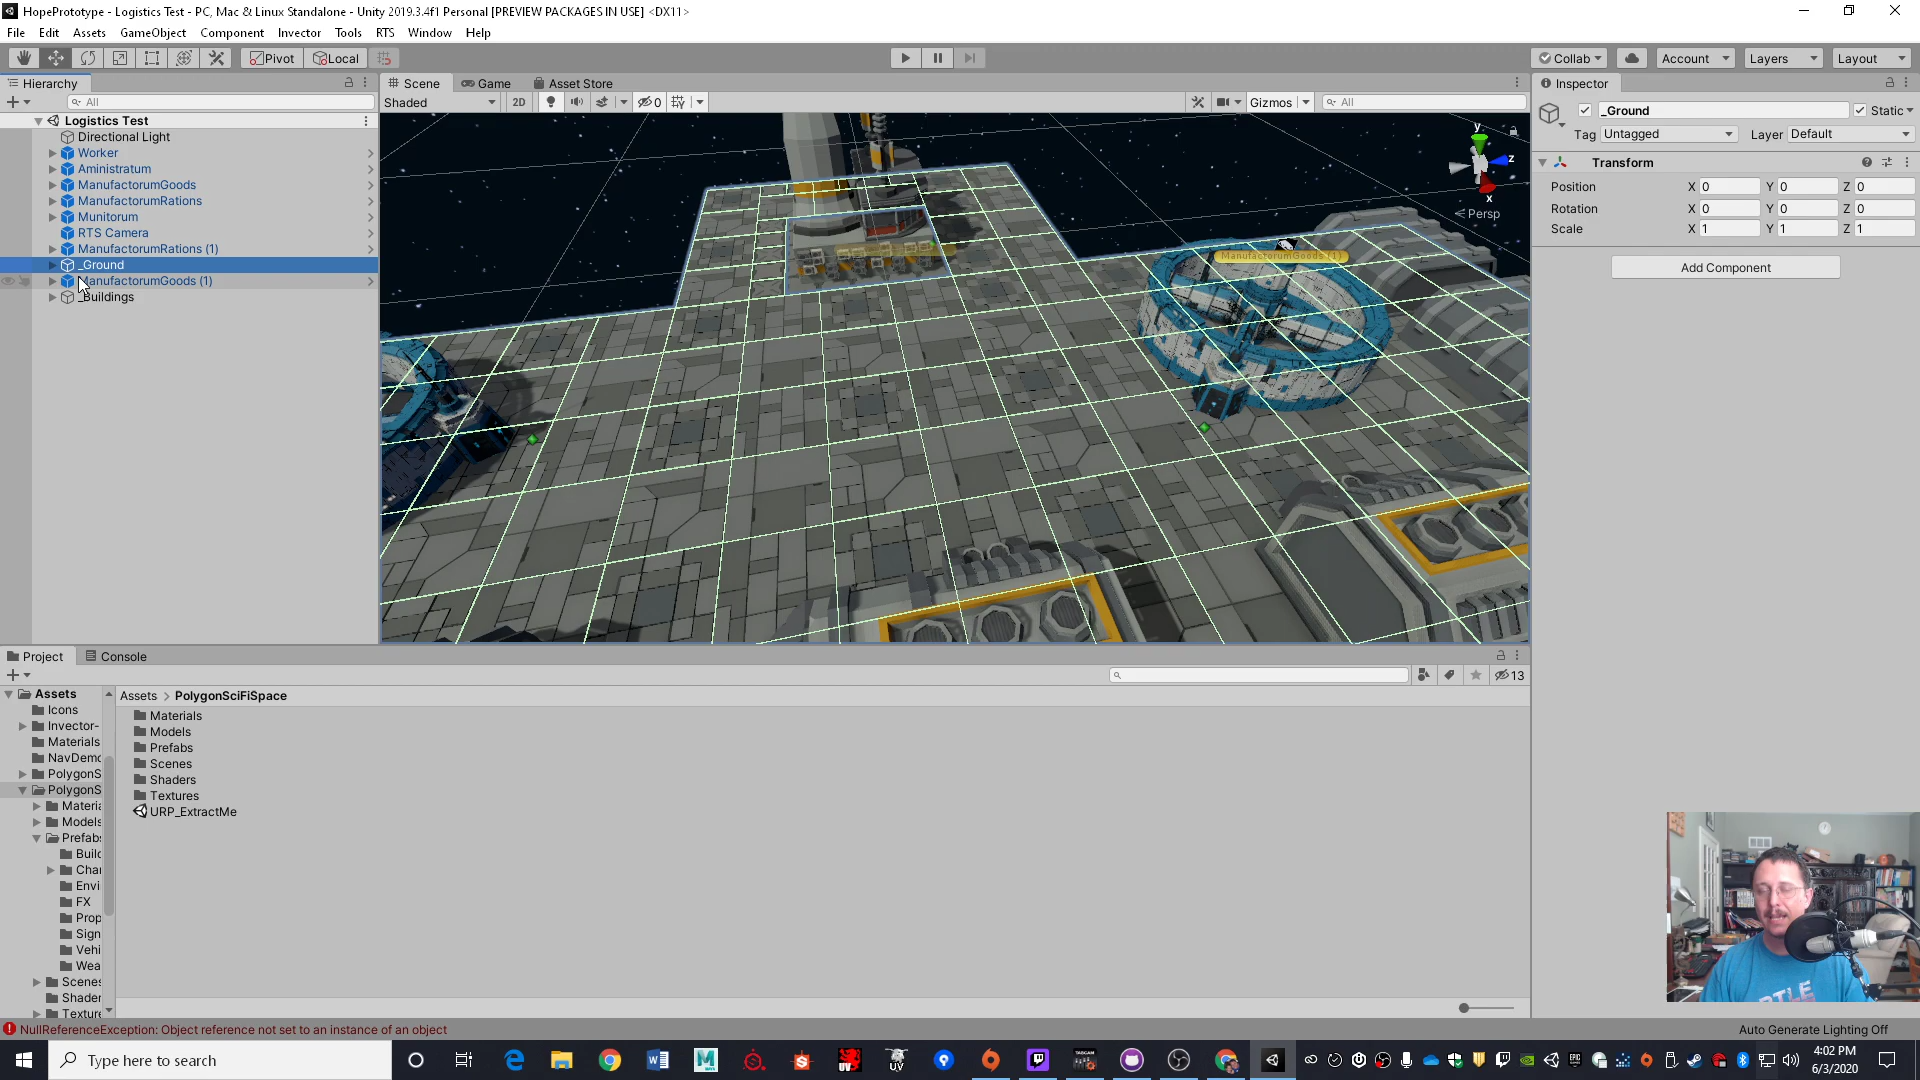 HopePrototype - Logistics Test - PC, Mac & Linux Standalone - Unity 2019.3.4f1 Personal [PREVIEW PACKAGES IN USE] <DX11>
File Edit Assets GameObject Component Tools RTS Window Help Invector
Pivot Local Collab Account Layers Layout
Hierarchy
All
Logistics Test
Directional Light
Worker
Aministratum
ManufactorumGoods
ManufactorumRations
Munitorum
RTS Camera
ManufactorumRations (1)
_Ground
ManufactorumGoods (1)
_Buildings
Scene Game Asset Store
Shaded 2D 0 Gizmos All
y
z
x
Persp
ManufactorumGoods (1)
Inspector
_Ground Static
Tag Untagged Layer Default
Transform
Position X 0 Y 0 Z 0
Rotation X 0 Y 0 Z 0
Scale X 1 Y 1 Z 1
Add Component
Project Console
13
Assets
Icons
Invector-
Materials
NavDemo
PolygonS
PolygonS
Materia
Models
Prefabs
Build
Char
Envi
FX
Prop
Sign
Vehi
Wea
Scenes
Shader
Texture
Assets > PolygonSciFiSpace
Materials
Models
Prefabs
Scenes
Shaders
Textures
URP_ExtractMe
NullReferenceException: Object reference not set to an instance of an object
Auto Generate Lighting Off
Type here to search
4:02 PM
6/3/2020